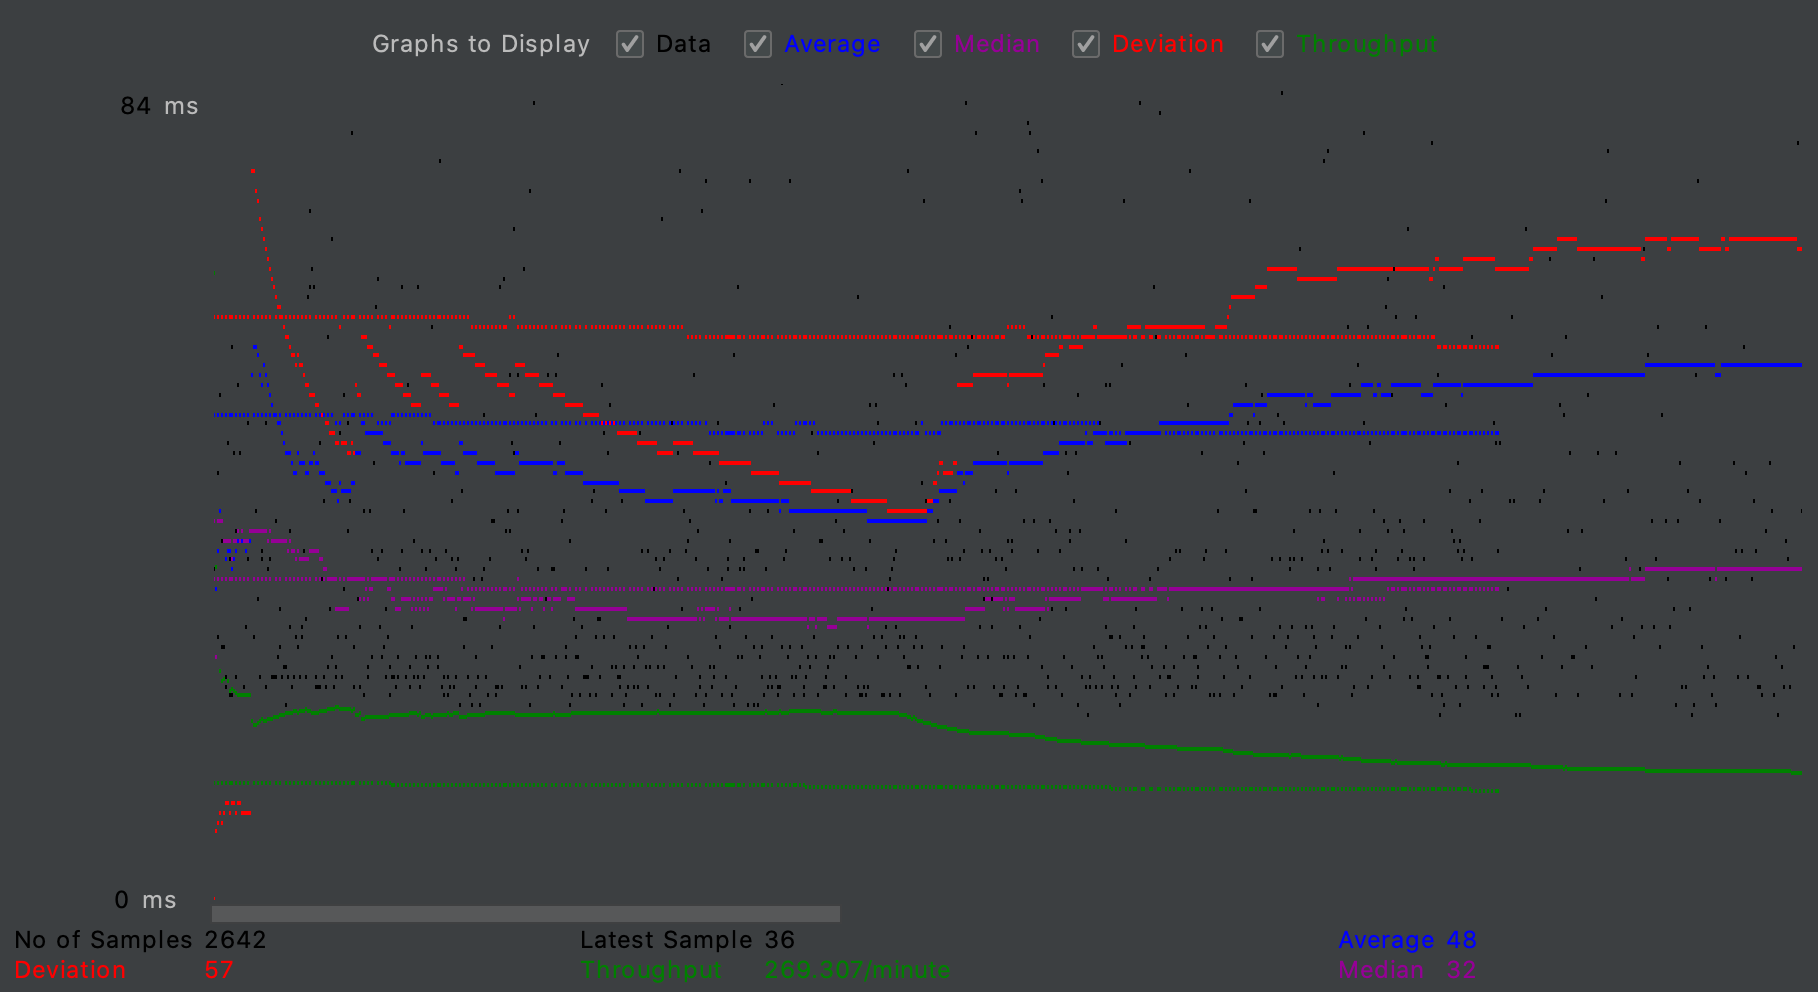 Graphs to Display Data Average Median Deviation Throughput
84 ms
0 ms
No of Samples 2642 Latest Sample 36 Average 48
Deviation 57 Throughput 269.307/minute Median 32